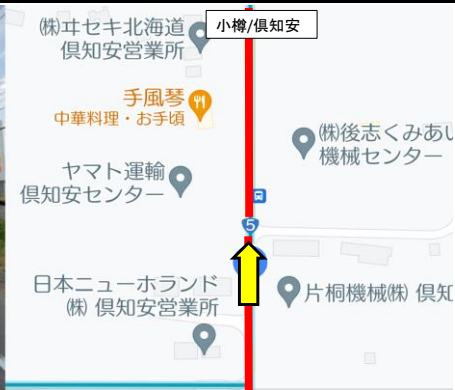 (株)ヰセキ北海道
倶知安営業所
小樽/倶知安
手風琴
中華料理・お手頃
(株)後志くみあい
機械センター
ヤマト運輸
倶知安センター
5
日本ニューホランド
(株) 倶知安営業所
片桐機械(株) 倶知